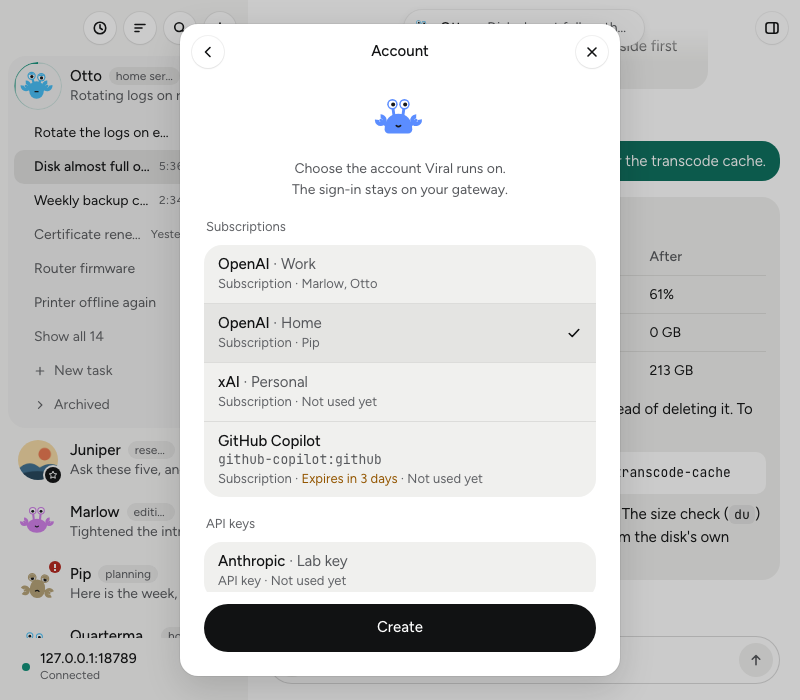 Account
Choose the account Viral runs on.
The sign-in stays on your gateway.
Subscriptions
OpenAI · Work
Subscription · Marlow, Otto
OpenAI · Home
Subscription · Pip
xAI · Personal
Subscription · Not used yet
GitHub Copilot
github-copilot:github
Subscription · Expires in 3 days · Not used yet
API keys
Anthropic · Lab key
API key · Not used yet
Create
Otto home ser...
Rotating logs on
Rotate the logs on e...
Disk almost full o... 5:36
Weekly backup c... 2:34
Certificate rene... Yeste
Router firmware
Printer offline again
Show all 14
+ New task
Archived
Juniper rese...
Ask these five, an
Marlow editi...
Tightened the intr
Pip planning
Here is the week,
Quarterma
127.0.0.1:18789
Connected
side first
the transcode cache.
After
61%
0 GB
213 GB
ead of deleting it. To
transcode-cache
The size check (du)
m the disk's own